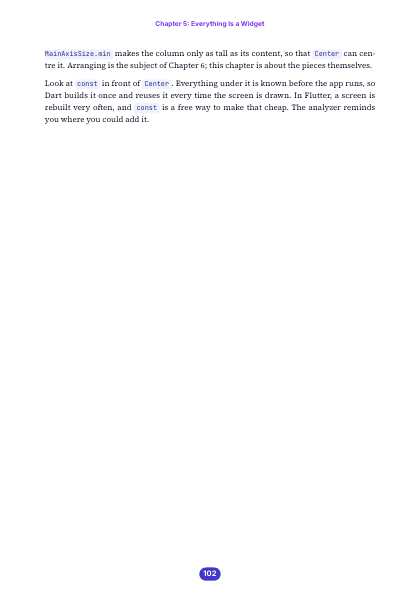 Chapter 5: Everything Is a Widget
MainAxisSize.min makes the column only as tall as its content, so that Center can cen-
tre it. Arranging is the subject of Chapter 6; this chapter is about the pieces themselves.
Look at const in front of Center. Everything under it is known before the app runs, so
Dart builds it once and reuses it every time the screen is drawn. In Flutter, a screen is
rebuilt very often, and const is a free way to make that cheap. The analyzer reminds
you where you could add it.
102